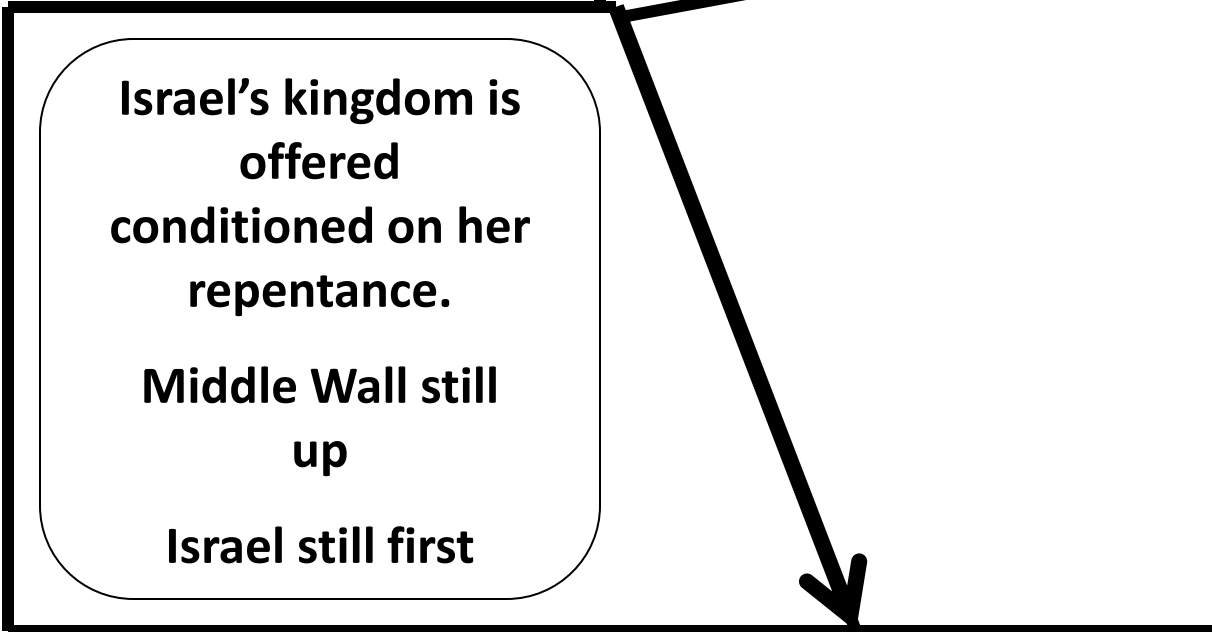 Israel’s kingdom is
offered
conditioned on her
repentance.
Middle Wall still
up
Israel still first